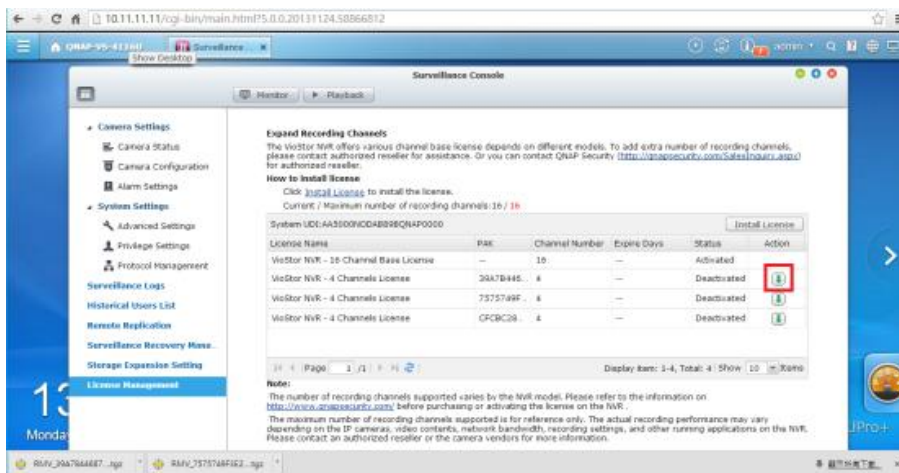 10.11.11.11/cgi-bin/main.html?5.0.0.20131124.58866812
QNAP-VS-4116U Surveillance ...
admin
Show Desktop
Surveillance Console
Monitor Playback
Camera Settings
Camera Status
Camera Configuration
Alarm Settings
System Settings
Advanced Settings
Privilege Settings
Protocol Management
Surveillance Logs
Historical Users List
Remote Replication
Surveillance Recovery Mana...
Storage Expansion Setting
License Management
Expand Recording Channels
The VioStor NVR offers various channel base license depends on different models. To add extra number of recording channels,
please contact authorized reseller for assistance. Or you can contact QNAP Security (http://qnapsecurity.com/SalesInquiry.aspx)
for authorized reseller.
How to install license
Click Install License to install the license.
Current / Maximum number of recording channels:16 / 16
Install License
License Name PAK Channel Number Expire Days Status Action
VioStor NVR - 16 Channel Base License -- 16 -- Activated
VioStor NVR - 4 Channels License 39A7B446... 4 -- Deactivated
VioStor NVR - 4 Channels License 7575749F... 4 -- Deactivated
VioStor NVR - 4 Channels License CFCBC28... 4 -- Deactivated
Page 1 /1 Display item: 1-4, Total: 4 Show 10 Items
Note:
The number of recording channels supported varies by the NVR model. Please refer to the information on
http://www.qnapsecurity.com/ before purchasing or activating the license on the NVR .
The maximum number of recording channels supported is for reference only. The actual recording performance may vary
depending on the IP cameras, video contents, network bandwidth, recording settings, and other running applications on the NVR.
Please contact an authorized reseller or the camera vendors for more information.
Monda